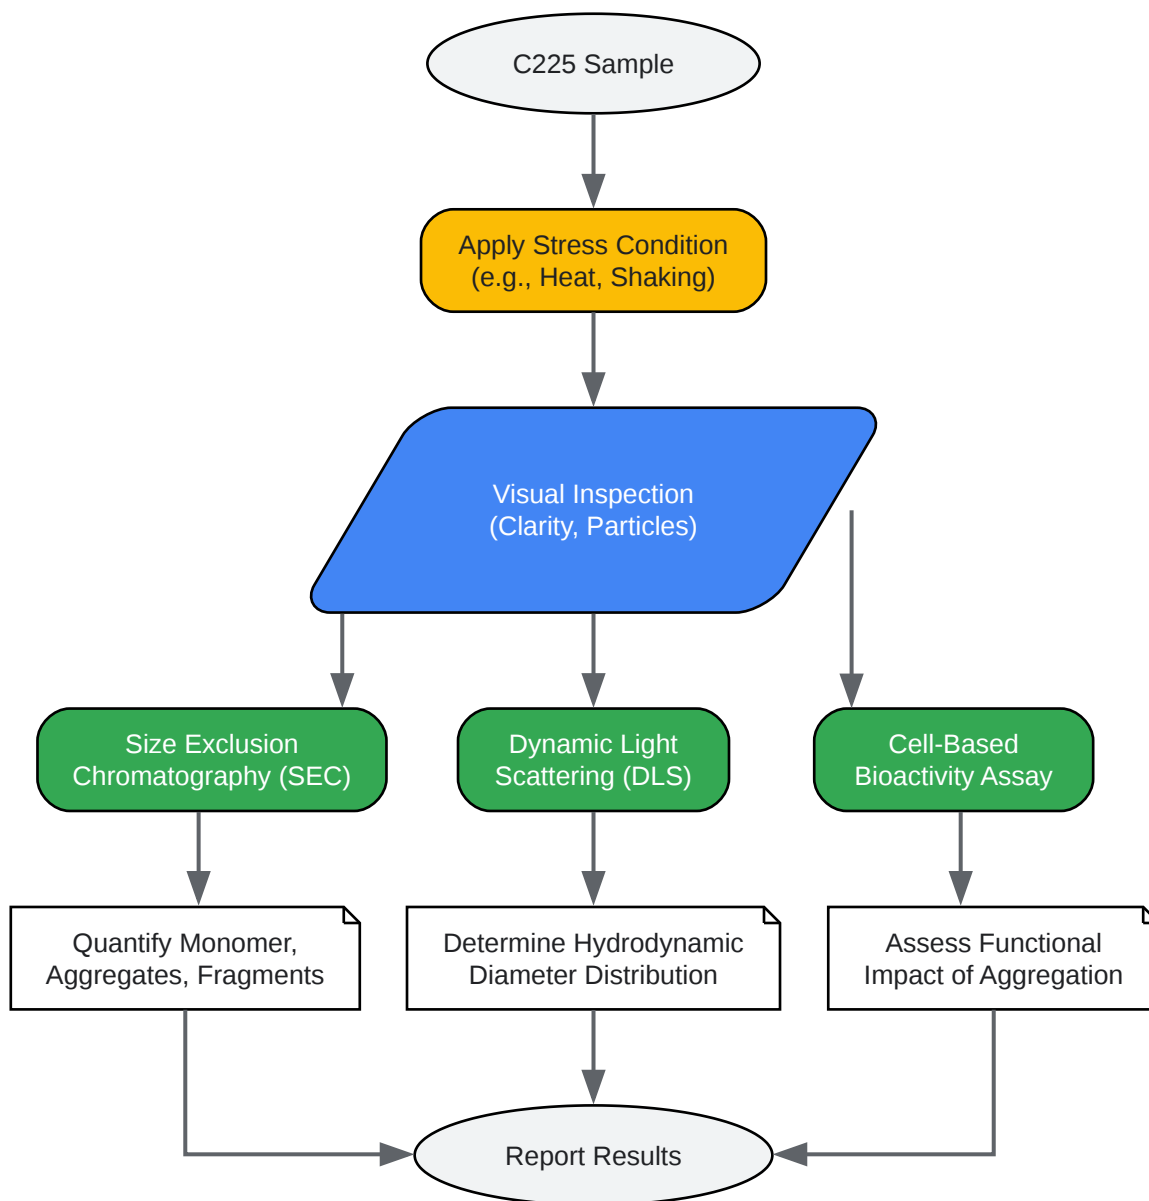 C225 Sample
Apply Stress Condition
(e.g., Heat, Shaking)
Visual Inspection
(Clarity, Particles)
Size Exclusion
Chromatography (SEC)
Dynamic Light
Scattering (DLS)
Cell-Based
Bioactivity Assay
Quantify Monomer,
Aggregates, Fragments
Determine Hydrodynamic
Diameter Distribution
Assess Functional
Impact of Aggregation
Report Results